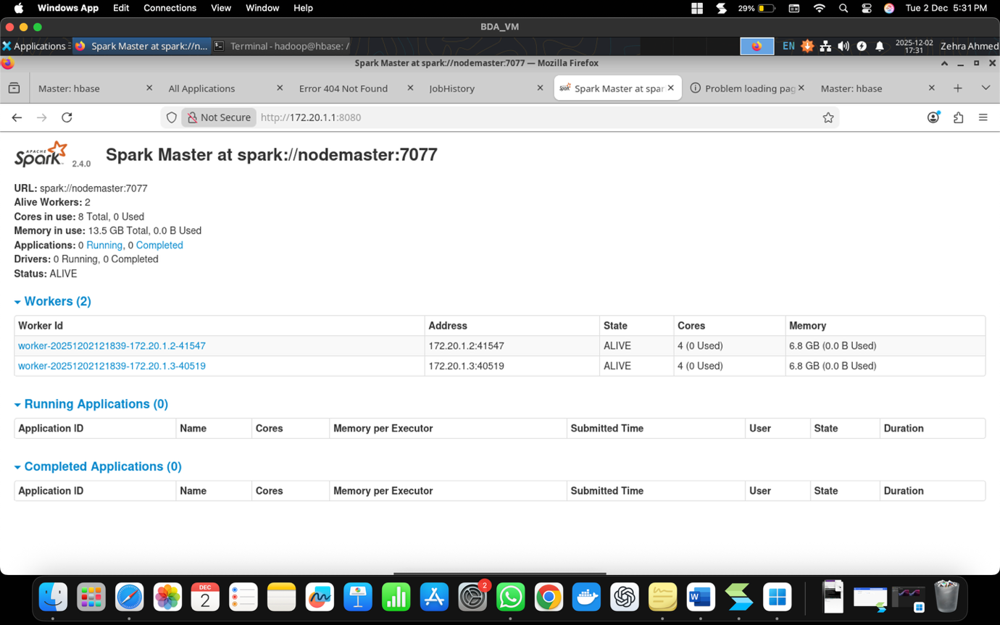 Windows App Edit Connections View Window Help 29% Tue 2 Dec 5:31 PM
BDA_VM
Applications Spark Master at spark://n... Terminal - hadoop@hbase: / EN 2025-12-02 17:31 Zehra Ahmed
Spark Master at spark://nodemaster:7077 — Mozilla Firefox
Master: hbase All Applications Error 404 Not Found JobHistory Spark Master at spar Problem loading pag Master: hbase
Not Secure http://172.20.1.1:8080
APACHE Spark 2.4.0 Spark Master at spark://nodemaster:7077
URL: spark://nodemaster:7077
Alive Workers: 2
Cores in use: 8 Total, 0 Used
Memory in use: 13.5 GB Total, 0.0 B Used
Applications: 0 Running, 0 Completed
Drivers: 0 Running, 0 Completed
Status: ALIVE
Workers (2)
Worker Id Address State Cores Memory
worker-20251202121839-172.20.1.2-41547 172.20.1.2:41547 ALIVE 4 (0 Used) 6.8 GB (0.0 B Used)
worker-20251202121839-172.20.1.3-40519 172.20.1.3:40519 ALIVE 4 (0 Used) 6.8 GB (0.0 B Used)
Running Applications (0)
Application ID Name Cores Memory per Executor Submitted Time User State Duration
Completed Applications (0)
Application ID Name Cores Memory per Executor Submitted Time User State Duration
DEC
2
2
W